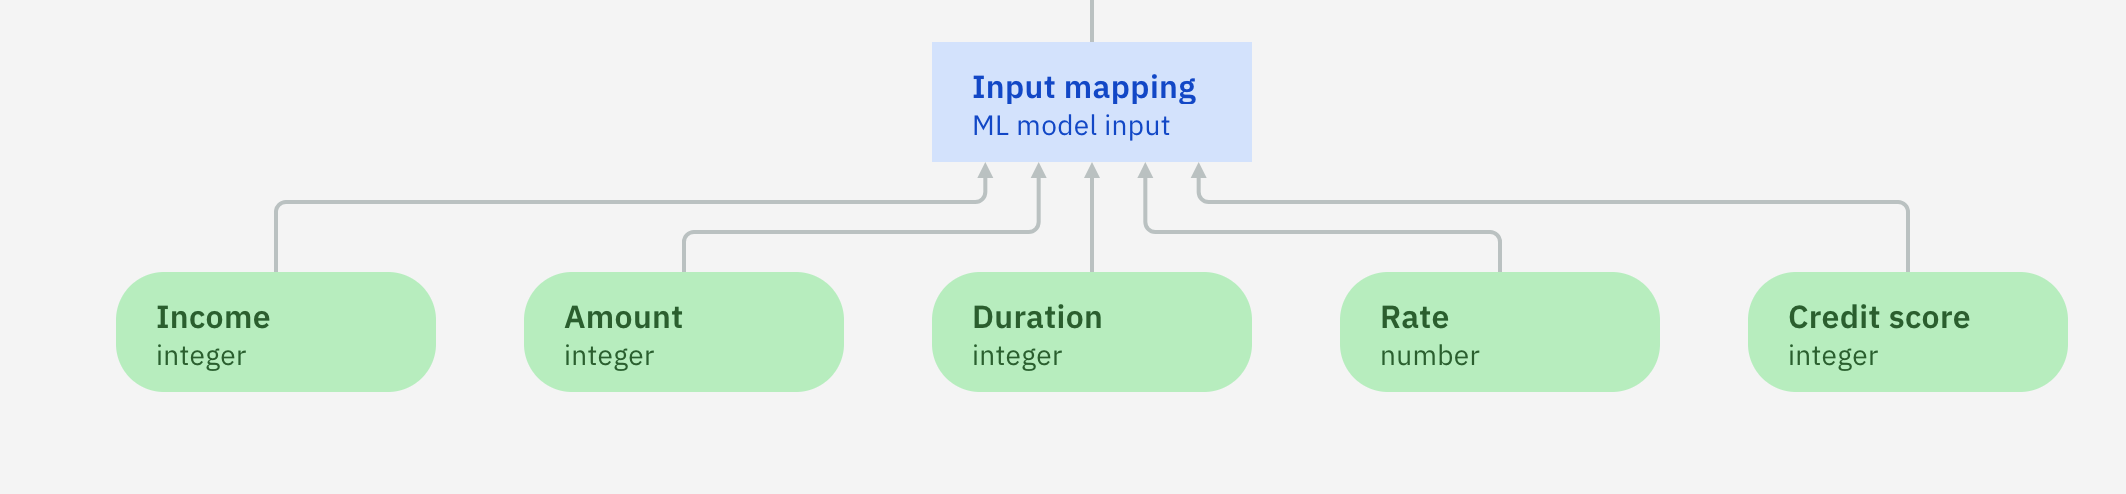 Input mapping
ML model input
Income
integer
Amount
integer
Duration
integer
Rate
number
Credit score
integer